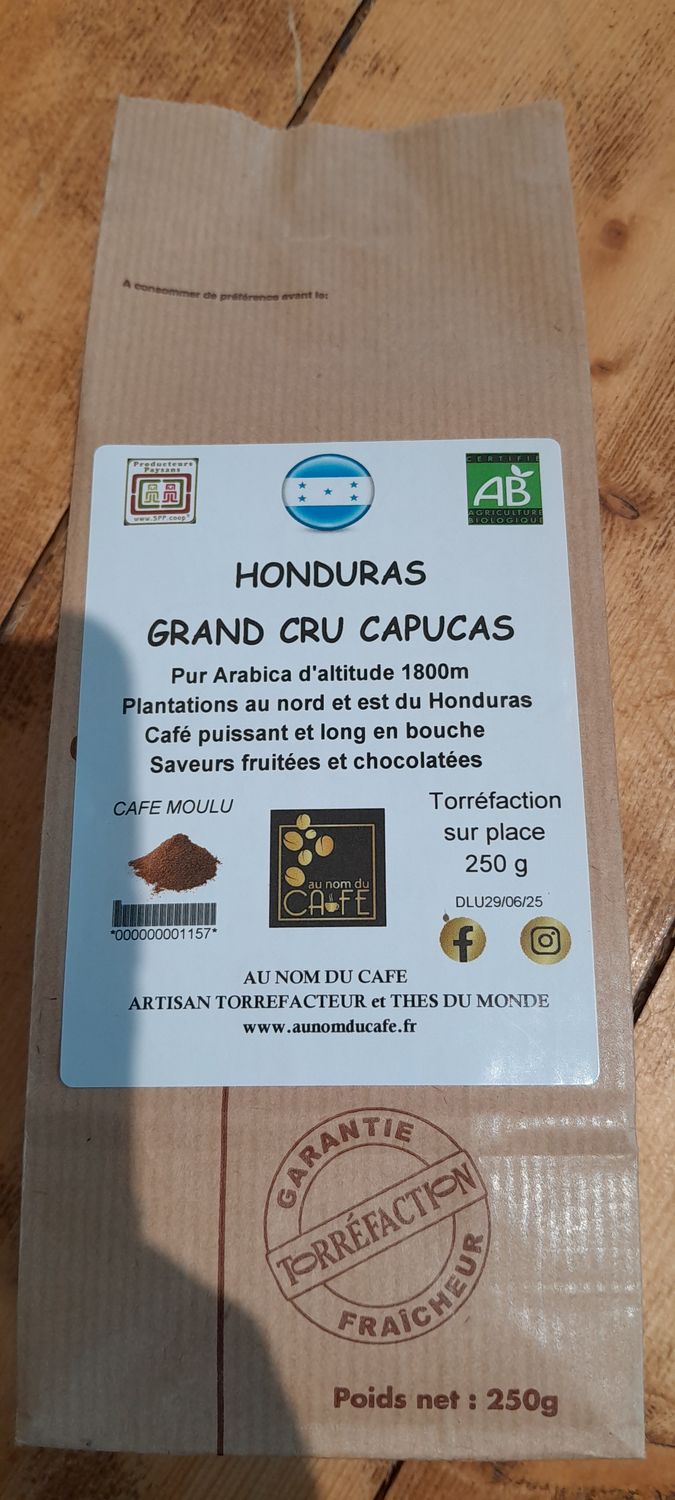 A consommer de préférence avant le:
Producteurs
Paysans
www.SPP.coop
CERTIFIÉ
AB
AGRICULTURE
BIOLOGIQUE
HONDURAS
GRAND CRU CAPUCAS
Pur Arabica d'altitude 1800m
Plantations au nord et est du Honduras
Café puissant et long en bouche
Saveurs fruitées et chocolatées
CAFE MOULU
*000000001157*
au nom du
CAFE
Torréfaction
sur place
250 g
DLU29/06/25
AU NOM DU CAFE
ARTISAN TORREFACTEUR et THES DU MONDE
www.aunomducafe.fr
GARANTIE
TORRÉFACTION
FRAÎCHEUR
Poids net : 250g